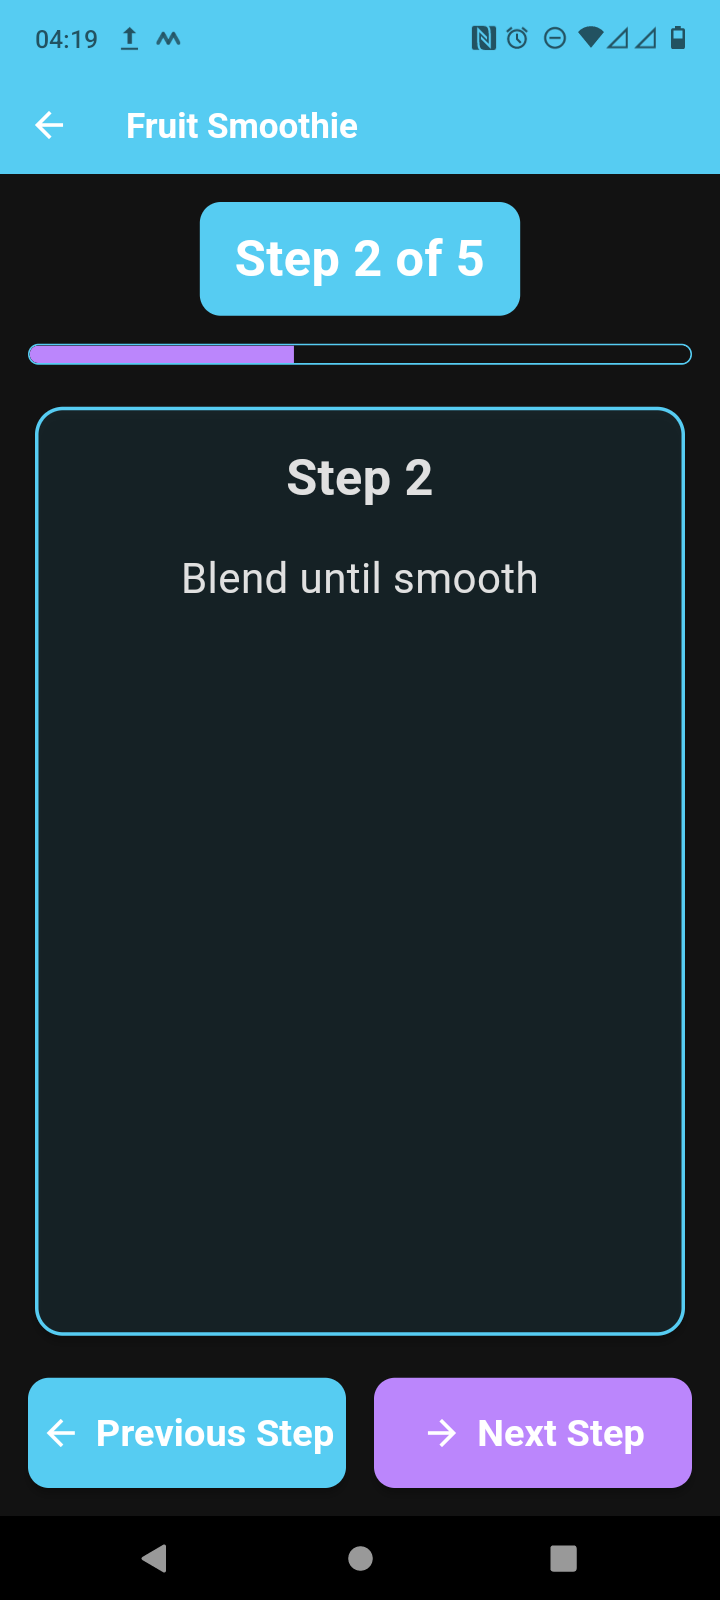 04:19
Fruit Smoothie
Step 2 of 5
Step 2
Blend until smooth
Previous Step
Next Step